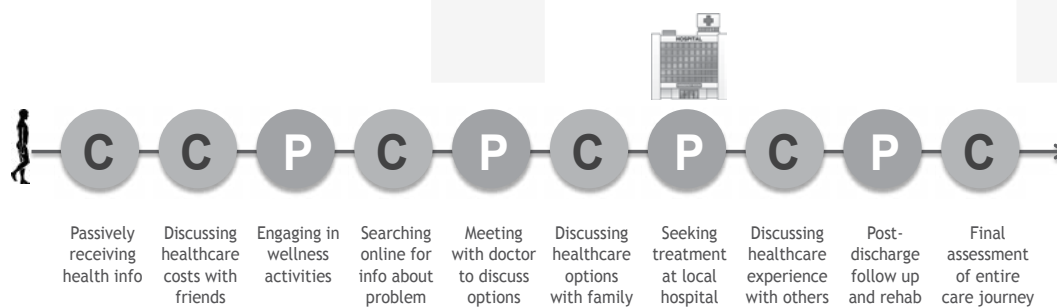 HOSPITAL
C C P C P C P C P C
Passively
receiving
health info
Discussing
healthcare
costs with
friends
Engaging in
wellness
activities
Searching
online for
info about
problem
Meeting
with doctor
to discuss
options
Discussing
healthcare
options
with family
Seeking
treatment
at local
hospital
Discussing
healthcare
experience
with others
Post-
discharge
follow up
and rehab
Final
assessment
of entire
care journey